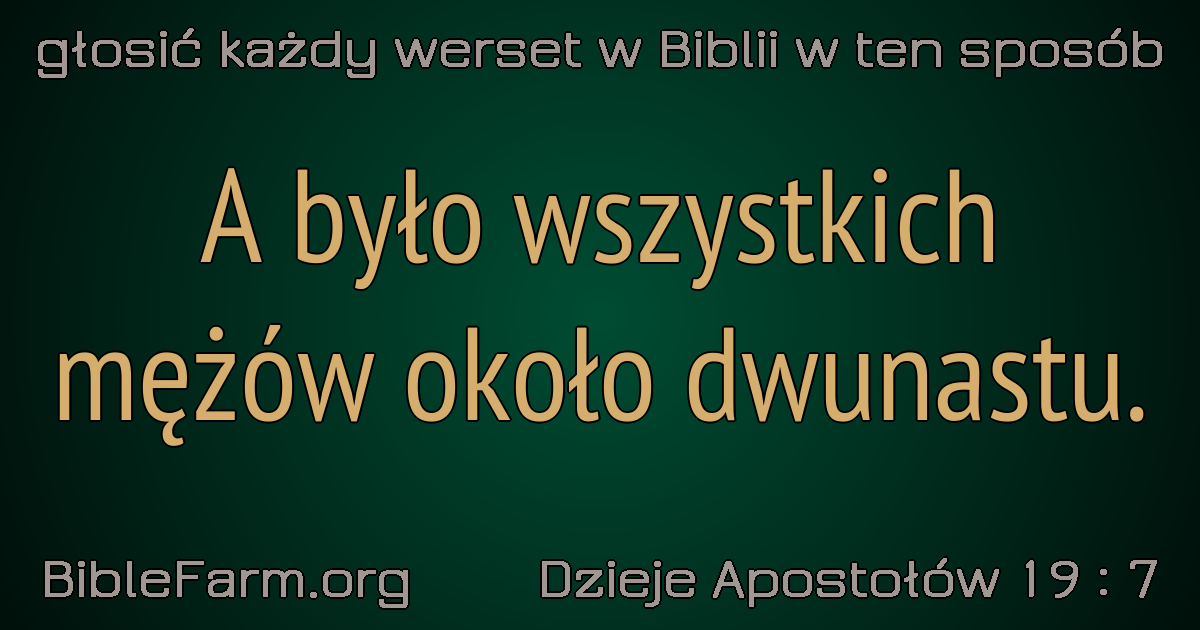 głosić każdy werset w Biblii w ten sposób
A było wszystkich
mężów około dwunastu.
BibleFarm.org
Dzieje Apostołów 19 : 7